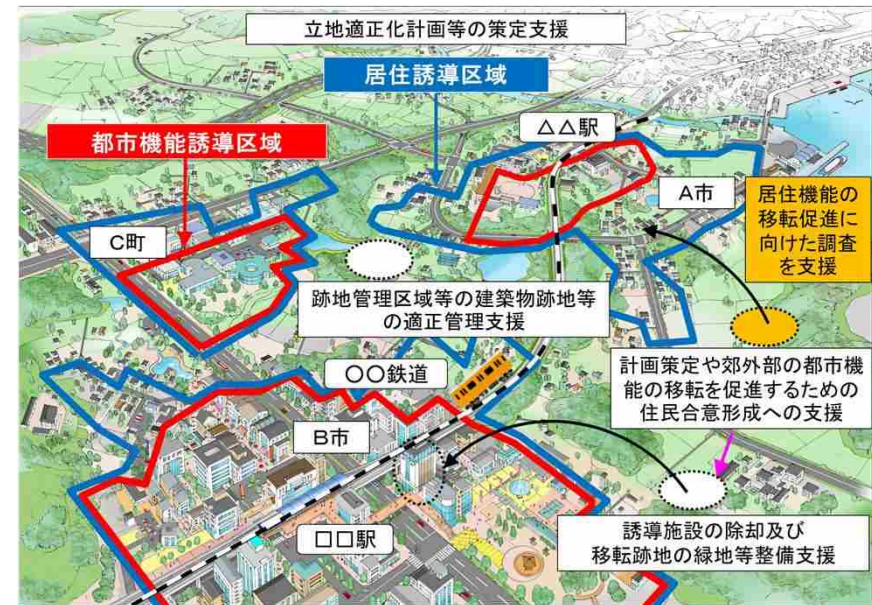 立地適正化計画等の策定支援
居住誘導区域
都市機能誘導区域
△△駅
A市
居住機能の
移転促進に
向けた調査
を支援
C町
跡地管理区域等の建築物跡地等
の適正管理支援
○○鉄道
計画策定や郊外部の都市機
能の移転を促進するための
住民合意形成への支援
B市
□□駅
誘導施設の除却及び
移転跡地の緑地等整備支援